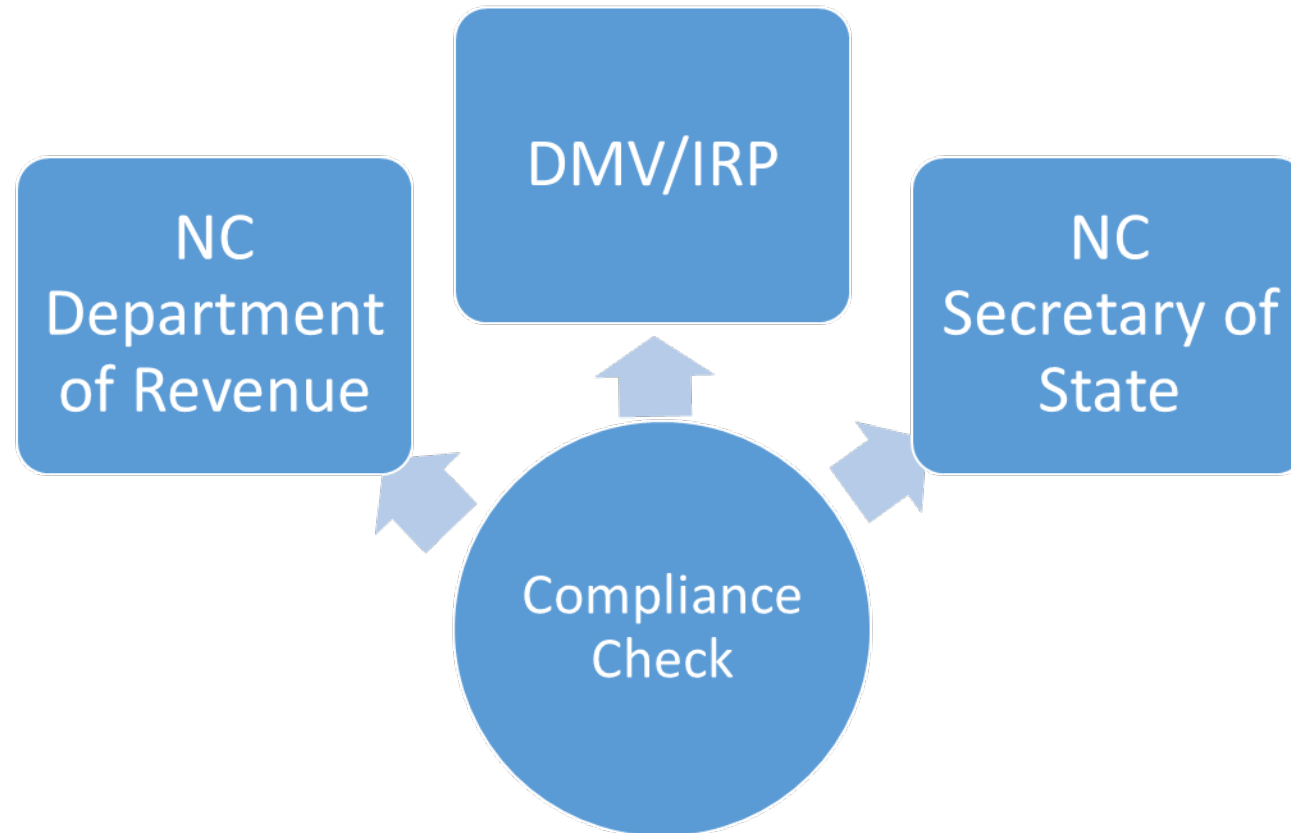 DMV/IRP
NC
Department
of Revenue
NC
Secretary of
State
Compliance
Check